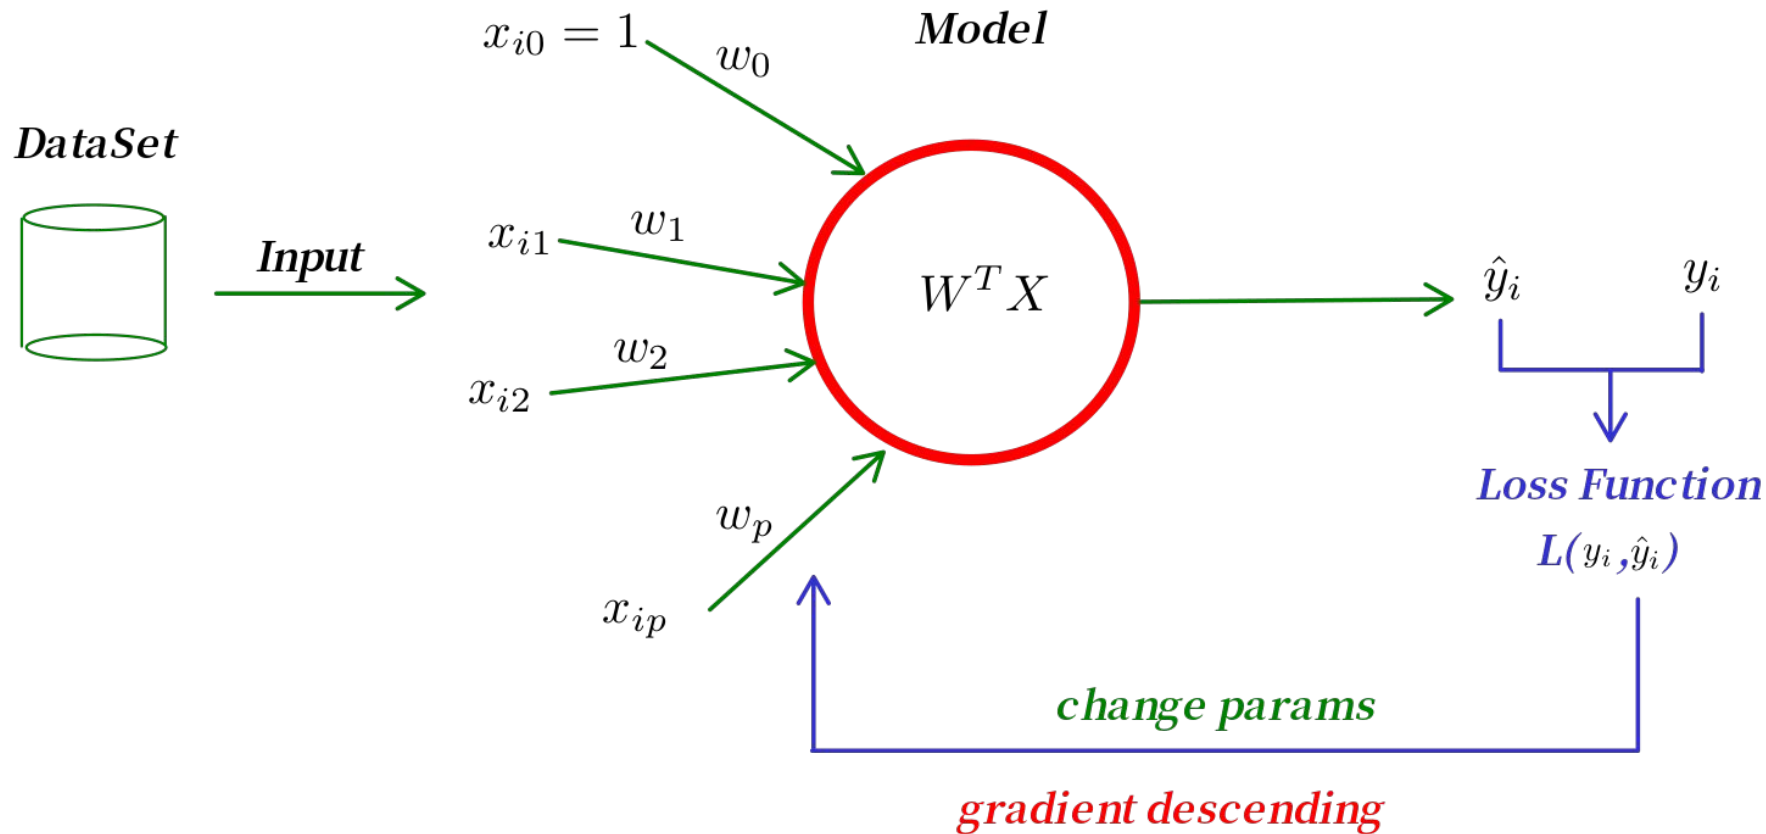 DataSet
Input
x_{i0} = 1
w_0
x_{i1}
w_1
x_{i2}
w_2
x_{ip}
w_p
Model
W^T X
ŷ_i
y_i
Loss Function
L(y_i,ŷ_i)
change params
gradient descending